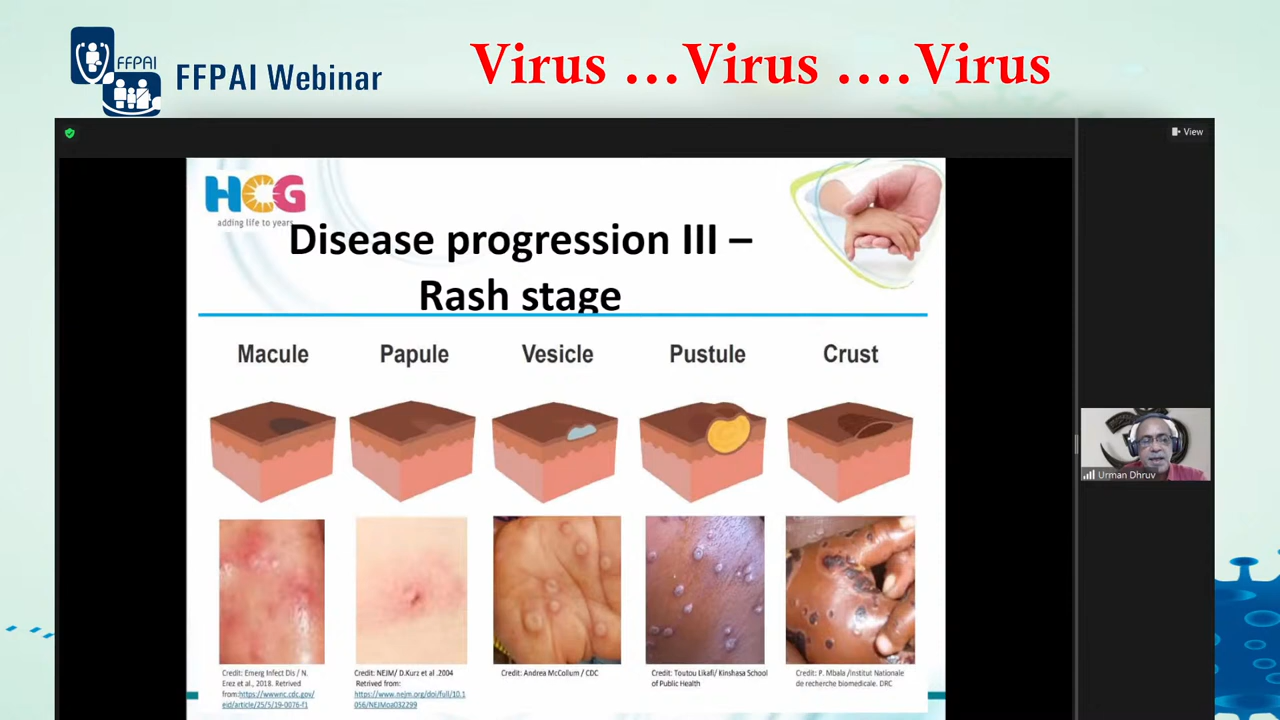 FFPAI
FFPAI Webinar
Virus ...Virus ....Virus
View
HCG
adding life to years
Disease progression III –
Rash stage
Macule
Papule
Vesicle
Pustule
Crust
Credit: Emerg Infect Dis / N.
Erez et al., 2018. Retrived
from:https://wwwnc.cdc.gov/
eid/article/25/5/19-0076-f1
Credit: NEJM/ D.Kurz et al .2004
Retrived from:
https://www.nejm.org/doi/full/10.1
056/NEJMoa032299
Credit: Andrea McCollum / CDC
Credit: Toutou Likafi/ Kinshasa School
of Public Health
Credit: P. Mbala /Institut Nationale
de recherche biomedicale. DRC
Urman Dhruv